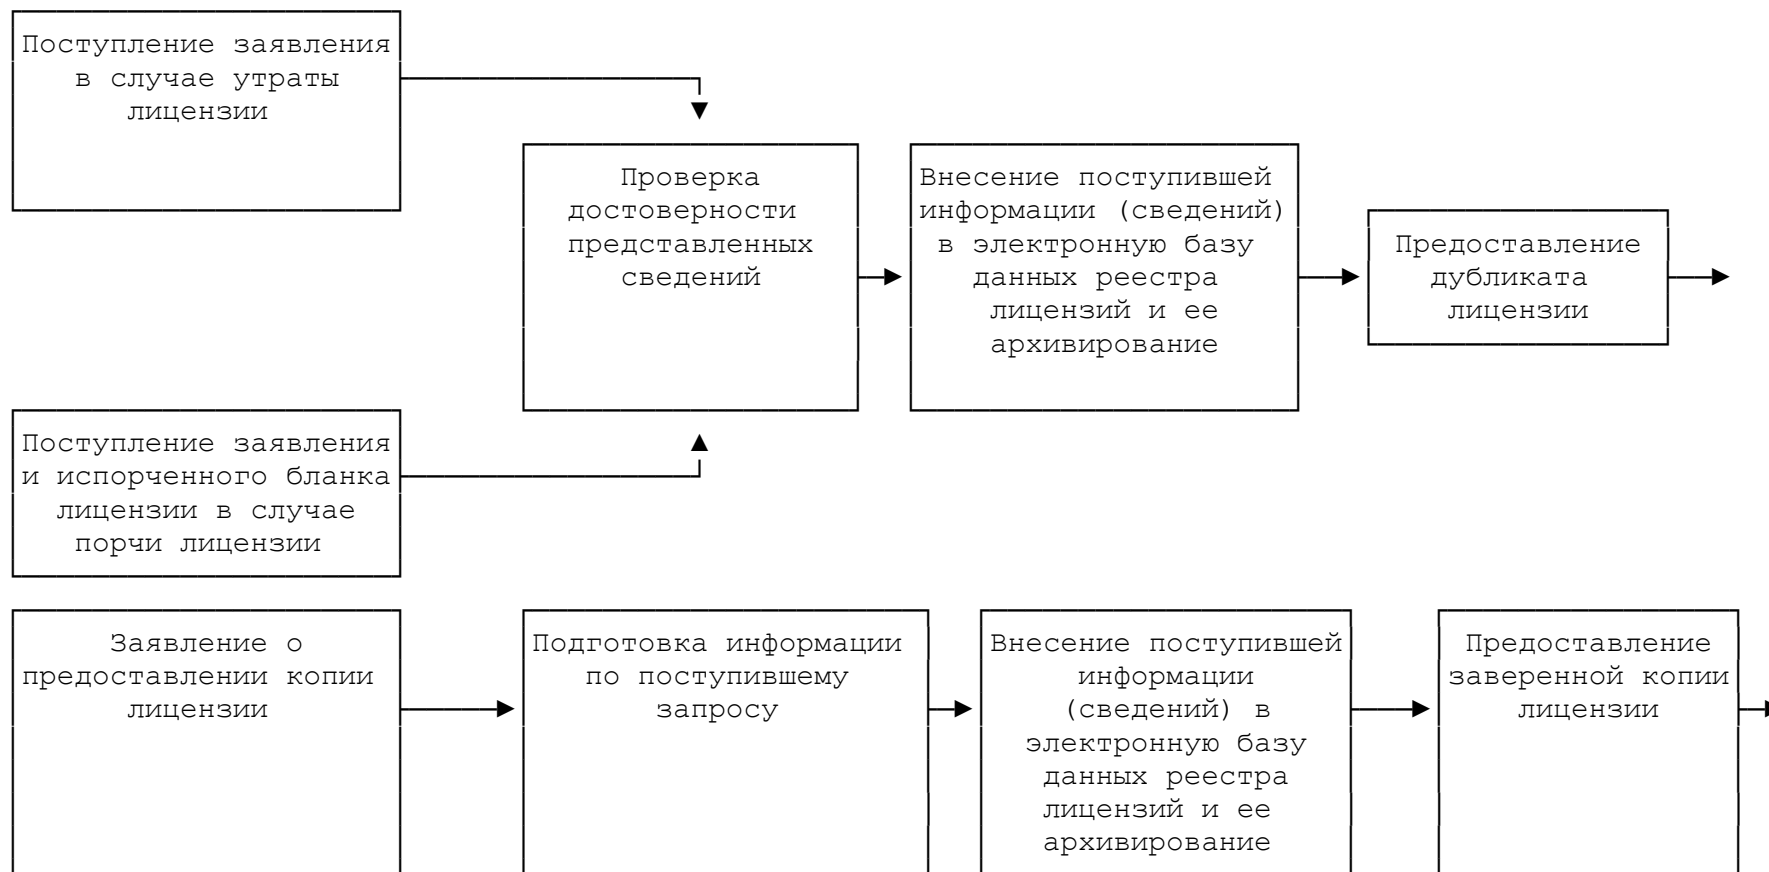 Поступление заявления
в случае утраты
лицензии
Проверка
достоверности
представленных
сведений
Внесение поступившей
информации (сведений)
в электронную базу
данных реестра
лицензий и ее
архивирование
Предоставление
дубликата
лицензии
Поступление заявления
и испорченного бланка
лицензии в случае
порчи лицензии
Заявление о
предоставлении копии
лицензии
Подготовка информации
по поступившему
запросу
Внесение поступившей
информации
(сведений) в
электронную базу
данных реестра
лицензий и ее
архивирование
Предоставление
заверенной копии
лицензии